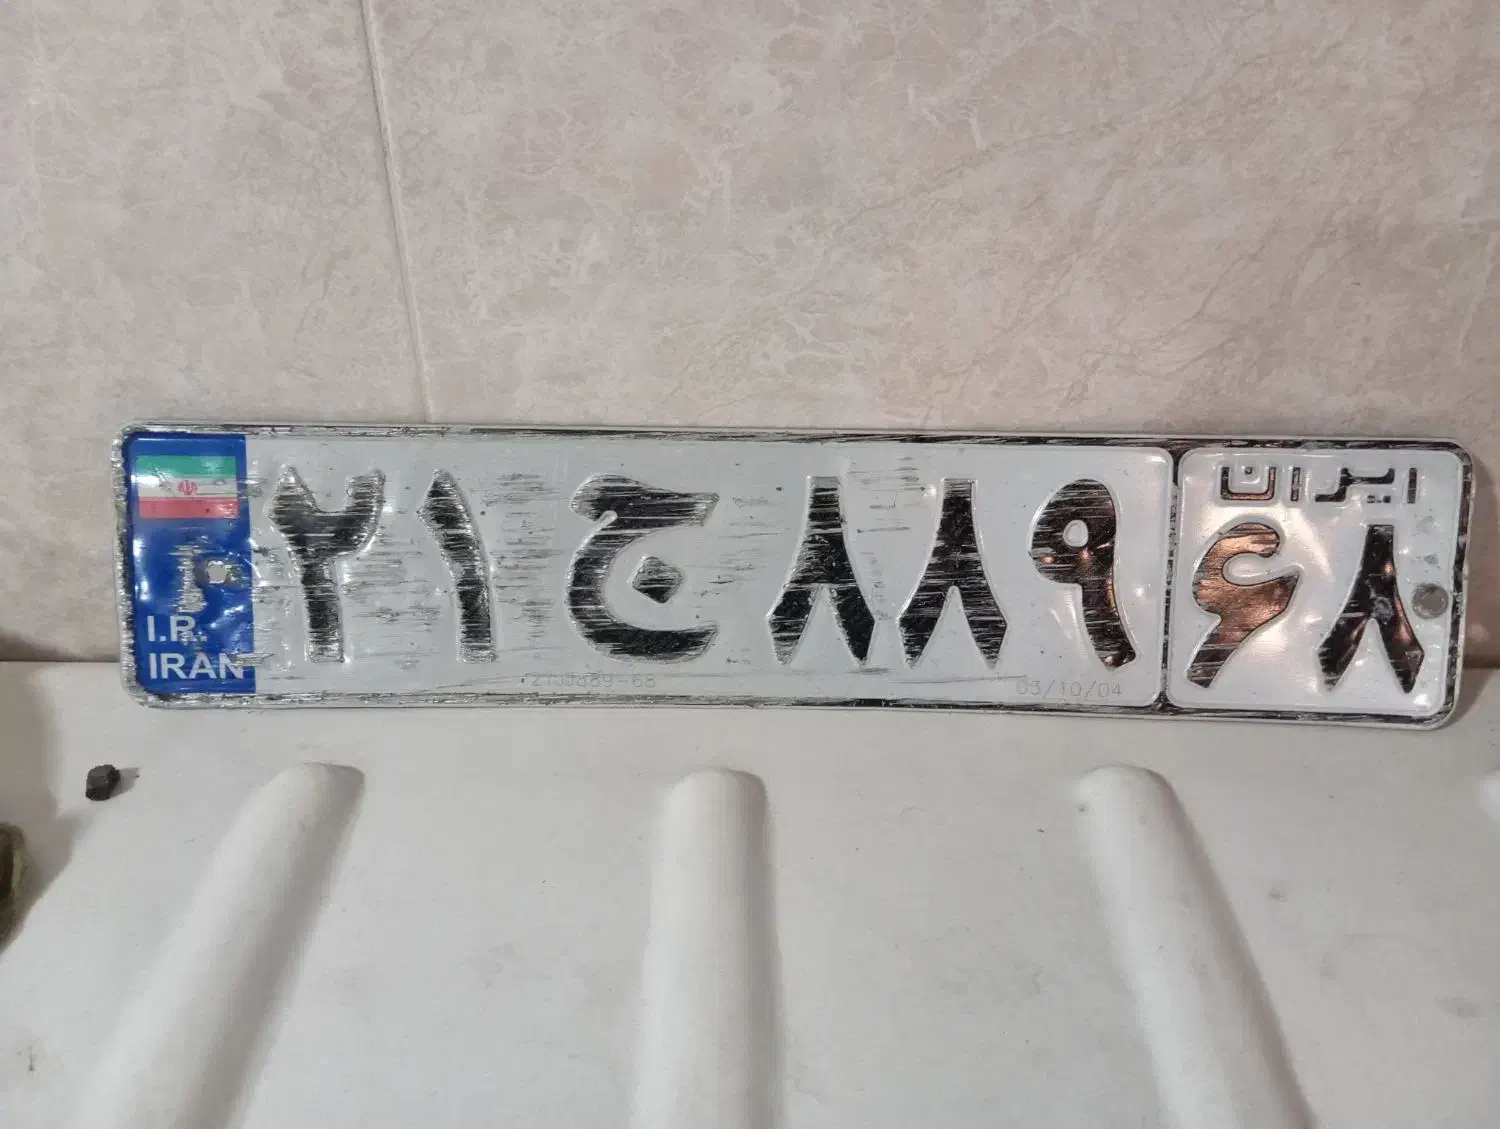 I.R.
IRAN
۲۱ ج ۸۸۹
ایران
۶۸
03/10/04